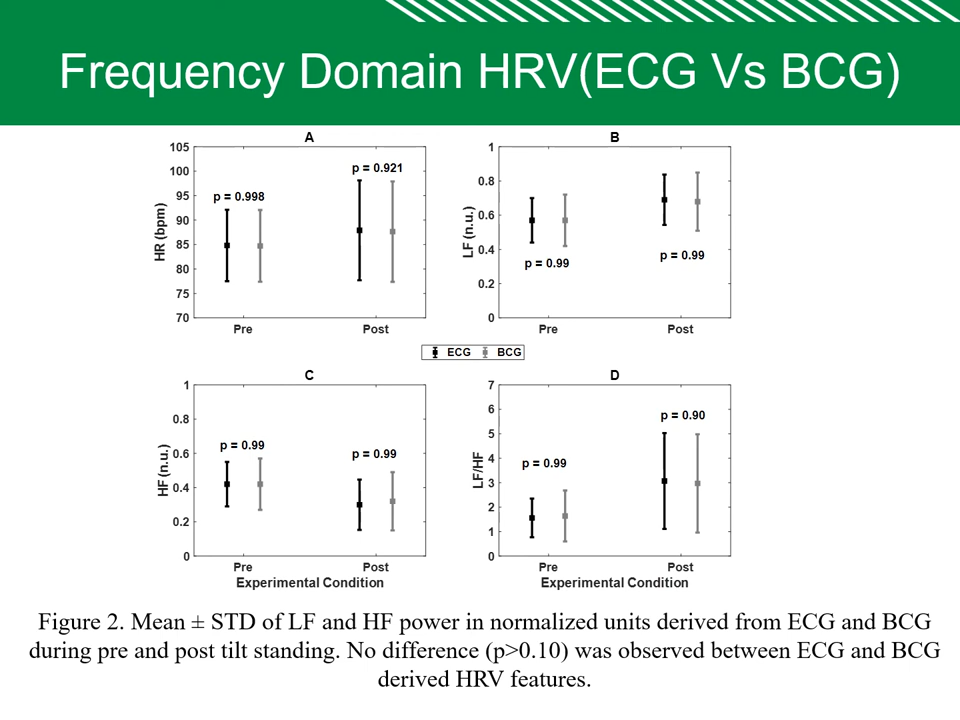 Frequency Domain HRV(ECG Vs BCG)
A
105
100
95
90
85
80
75
70
HR (bpm)
p = 0.998
p = 0.921
Pre
Post
B
1
0.8
0.6
0.4
0.2
0
LF (n.u.)
p = 0.99
p = 0.99
Pre
Post
ECG
BCG
C
1
0.8
0.6
0.4
0.2
0
HF (n.u.)
p = 0.99
p = 0.99
Pre
Post
Experimental Condition
D
7
6
5
4
3
2
1
0
LF/HF
p = 0.99
p = 0.90
Pre
Post
Experimental Condition
Figure 2. Mean ± STD of LF and HF power in normalized units derived from ECG and BCG
during pre and post tilt standing. No difference (p>0.10) was observed between ECG and BCG
derived HRV features.